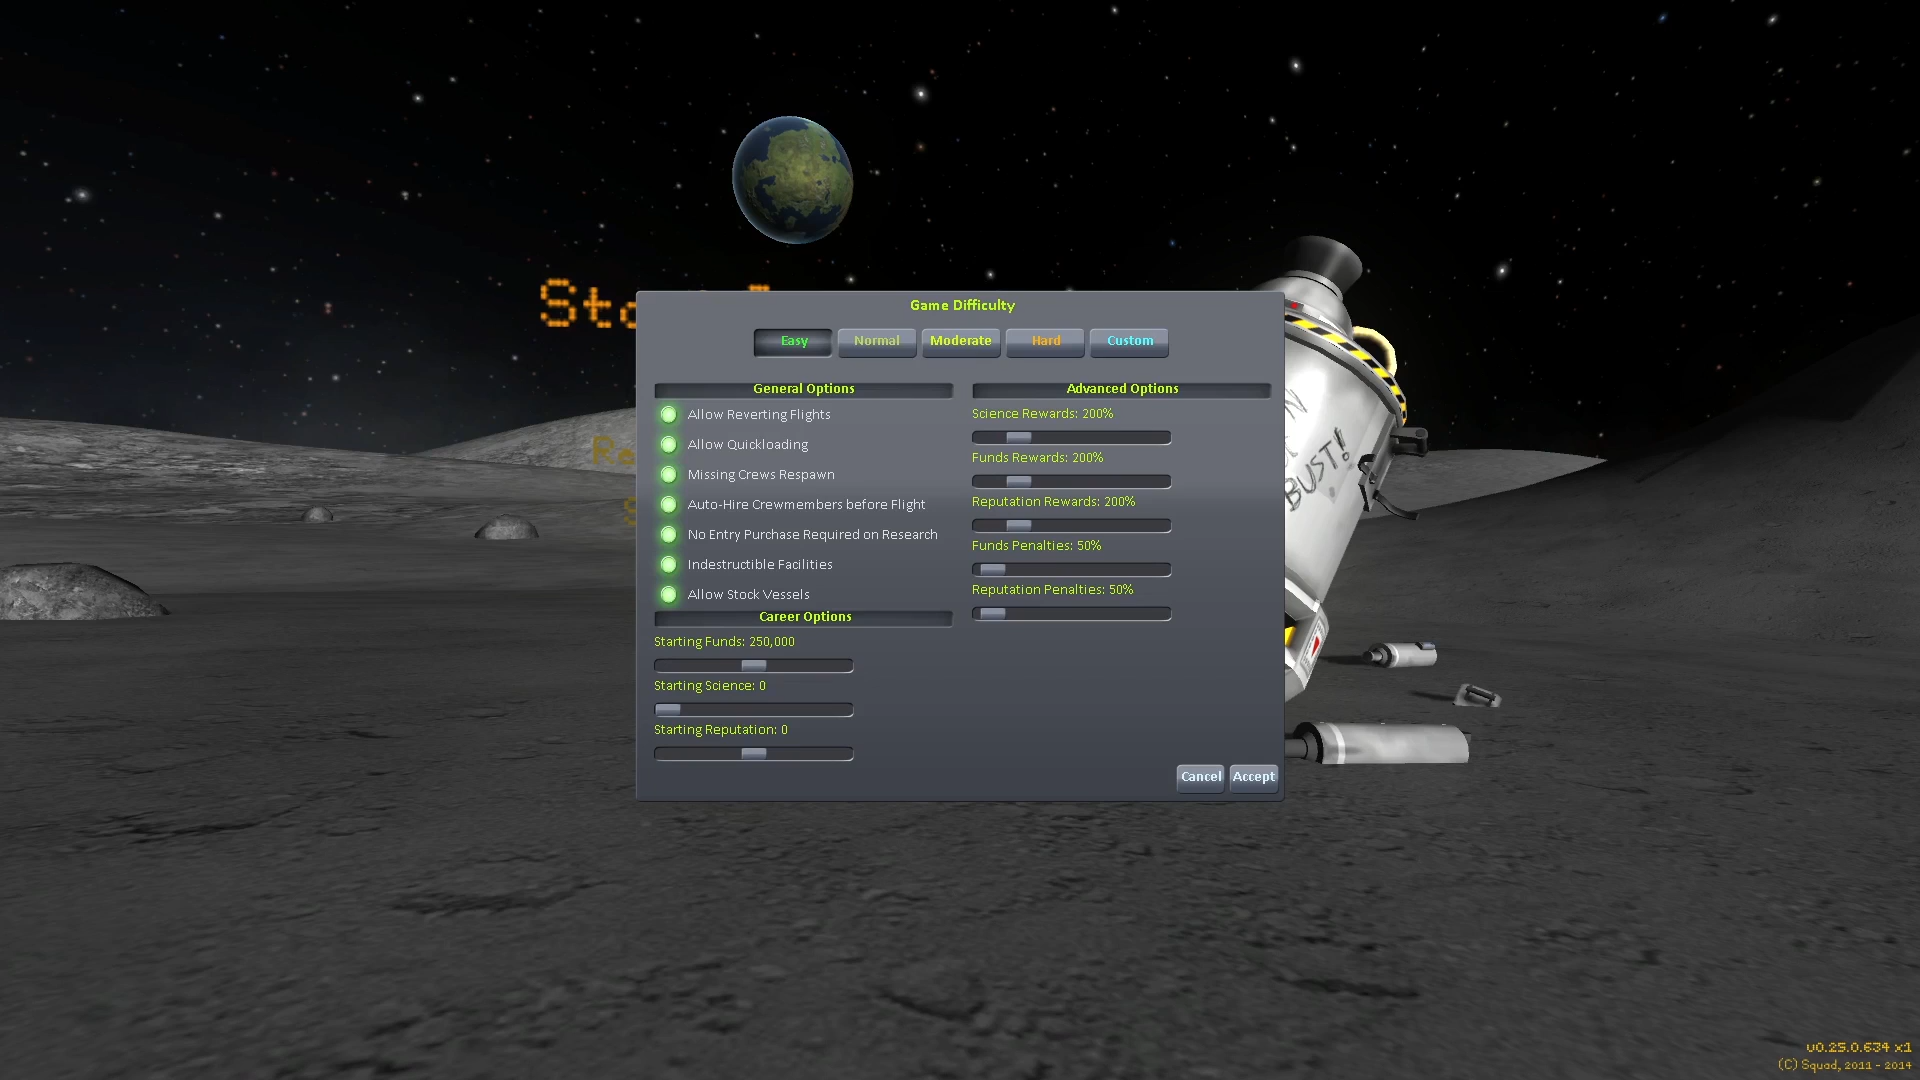 Sta
Game Difficulty
Easy Normal Moderate Hard Custom
General Options
Allow Reverting Flights
Allow Quickloading
Missing Crews Respawn
Auto-Hire Crewmembers before Flight
No Entry Purchase Required on Research
Indestructible Facilities
Allow Stock Vessels
Career Options
Starting Funds: 250,000
Starting Science: 0
Starting Reputation: 0
Advanced Options
Science Rewards: 200%
Funds Rewards: 200%
Reputation Rewards: 200%
Funds Penalties: 50%
Reputation Penalties: 50%
Cancel Accept
BUST!
v0.25.0.634 x1
(C) Squad, 2011 - 2014